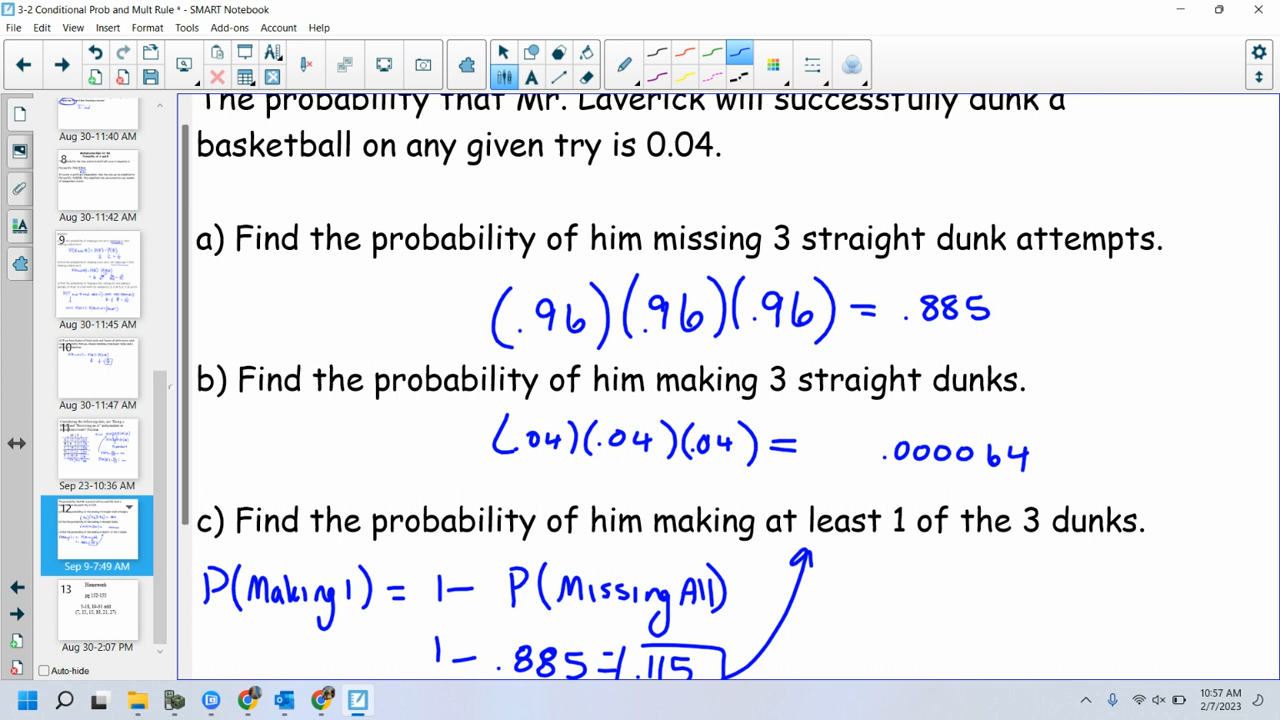 3-2 Conditional Prob and Mult Rule * - SMART Notebook
File Edit View Insert Format Tools Add-ons Account Help
Aug 30-11:40 AM
8
Aug 30-11:42 AM
9
Aug 30-11:45 AM
10
Aug 30-11:47 AM
11
Sep 23-10:36 AM
12
Sep 9-7:49 AM
13
Homework
Aug 30-2:07 PM
Auto-hide
The probability that Mr. Laverick will successfully dunk a
basketball on any given try is 0.04.
a) Find the probability of him missing 3 straight dunk attempts.
(.96)(.96)(.96) = .885
b) Find the probability of him making 3 straight dunks.
(.04)(.04)(.04) = .000064
c) Find the probability of him making at least 1 of the 3 dunks.
P(Making 1) = 1 - P(Missing All)
1 - .885 = .115
10:57 AM
2/7/2023